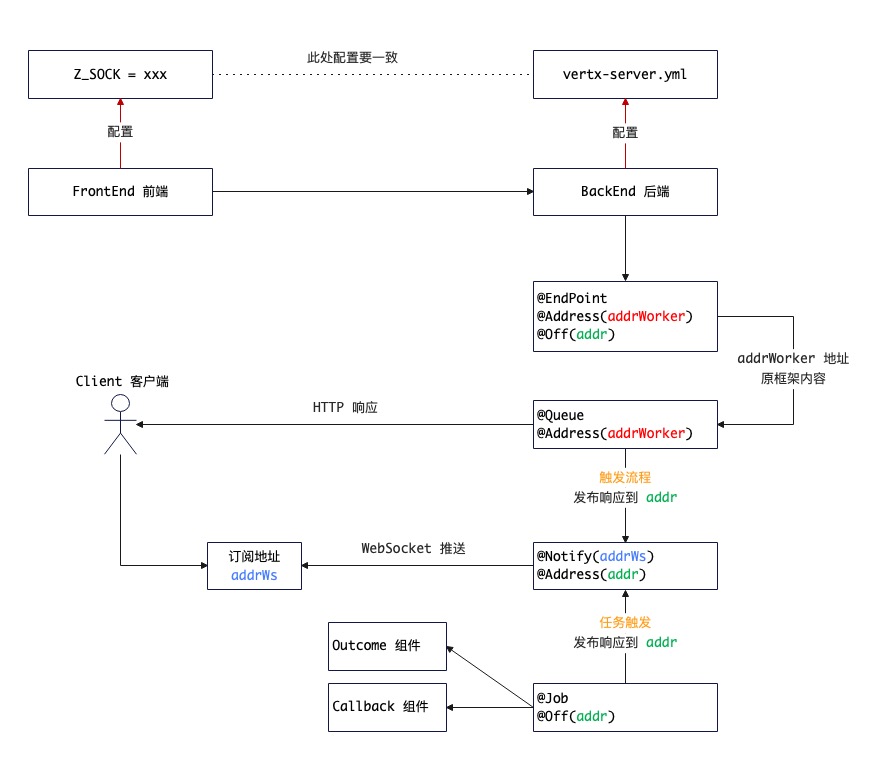 此处配置要一致
Z_SOCK = xxx
vertx-server.yml
配置
配置
FrontEnd 前端
BackEnd 后端
@EndPoint
@Address(addrWorker)
@Off(addr)
addrWorker 地址
原框架内容
Client 客户端
HTTP 响应
@Queue
@Address(addrWorker)
触发流程
发布响应到 addr
订阅地址
addrWs
WebSocket 推送
@Notify(addrWs)
@Address(addr)
任务触发
发布响应到 addr
Outcome 组件
Callback 组件
@Job
@Off(addr)